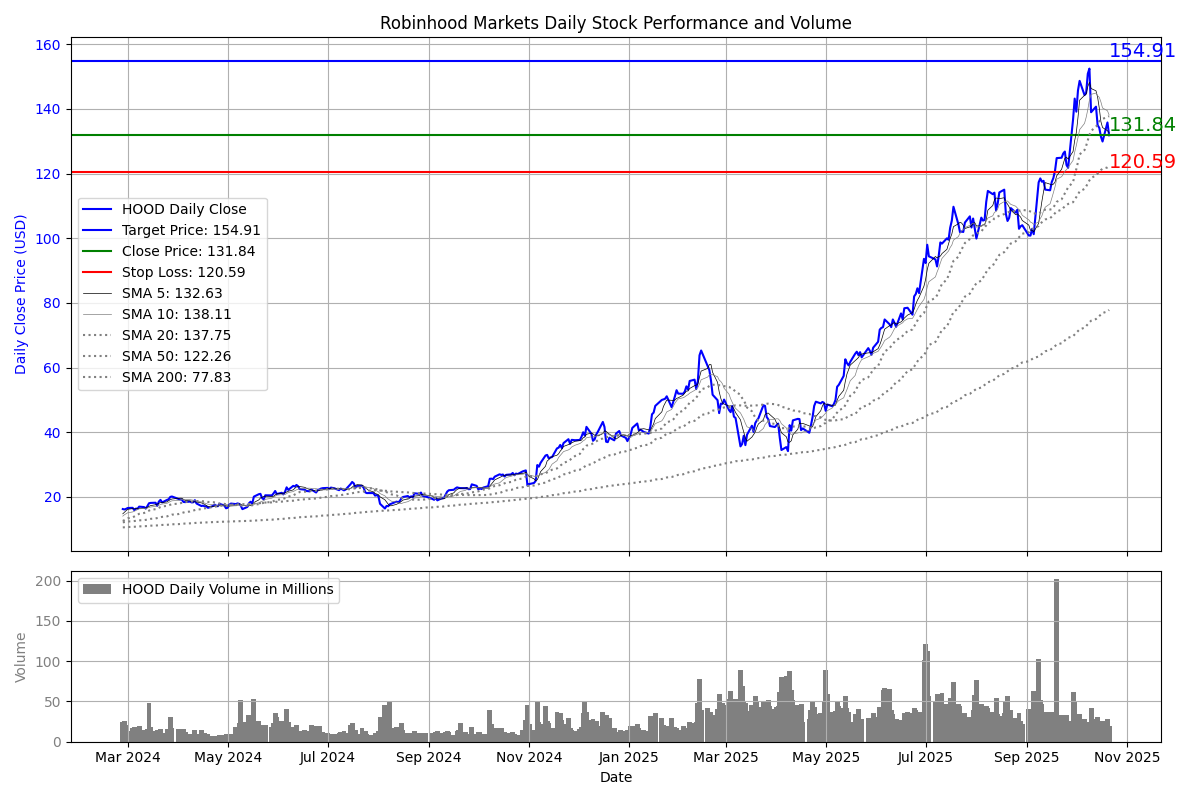 Robinhood Markets Daily Stock Performance and Volume
160
140
120
100
80
60
40
20
Daily Close Price (USD)
154.91
131.84
120.59
HOOD Daily Close
Target Price: 154.91
Close Price: 131.84
Stop Loss: 120.59
SMA 5: 132.63
SMA 10: 138.11
SMA 20: 137.75
SMA 50: 122.26
SMA 200: 77.83
200
150
100
50
0
Volume
HOOD Daily Volume in Millions
Mar 2024 May 2024 Jul 2024 Sep 2024 Nov 2024 Jan 2025 Mar 2025 May 2025 Jul 2025 Sep 2025 Nov 2025
Date